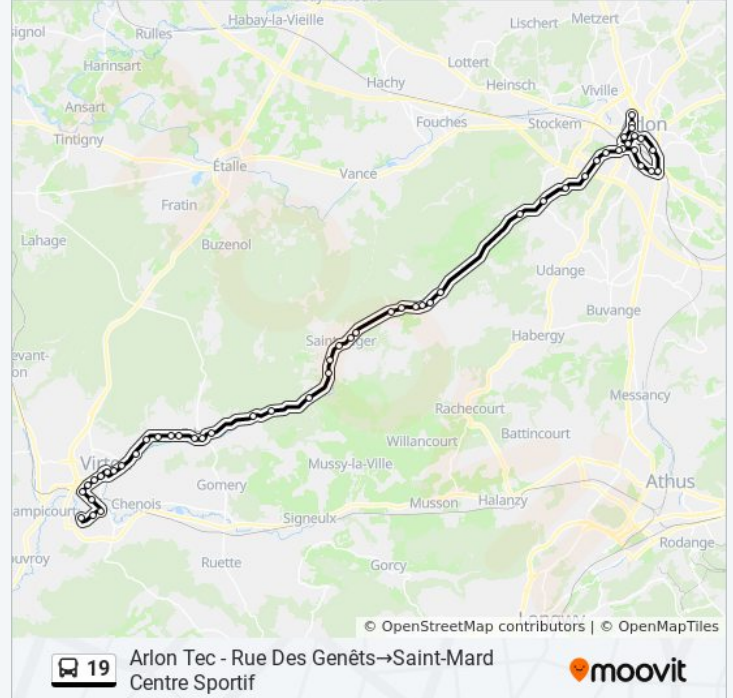 Habay-la-Vieille
Lischert
Metzert
Rulles
Harinsart
Lottert
Hachy
Heinsch
Viville
Ansart
Fouches
Stockem
Tintigny
Étalle
Vance
Fratin
Lahage
Buzenol
Udange
Buvange
Habergy
Messancy
Rachecourt
Battincourt
Willancourt
Mussy-la-Ville
Athus
Gomery
Chenois
Musson
Halanzy
Signeulx
Rodange
Ruette
Gorcy
© OpenStreetMap contributors | © OpenMapTiles
19
Arlon Tec - Rue Des Genêts→Saint-Mard
Centre Sportif
moovit